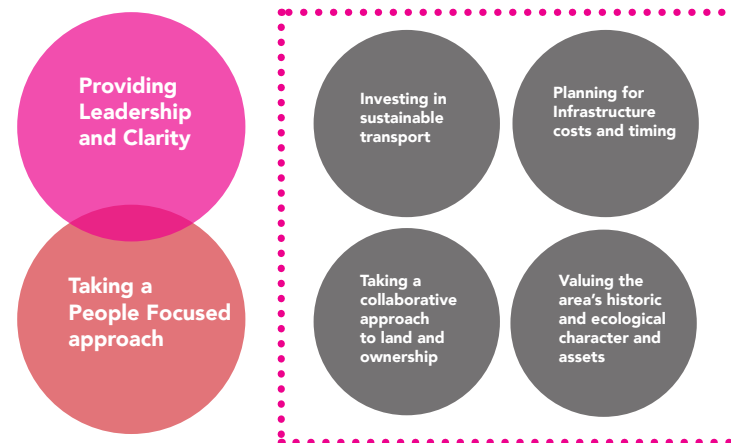 Providing
Leadership
and Clarity
Taking a
People Focused
approach
Investing in
sustainable
transport
Planning for
Infrastructure
costs and timing
Taking a
collaborative
approach
to land and
ownership
Valuing the
area's historic
and ecological
character and
assets